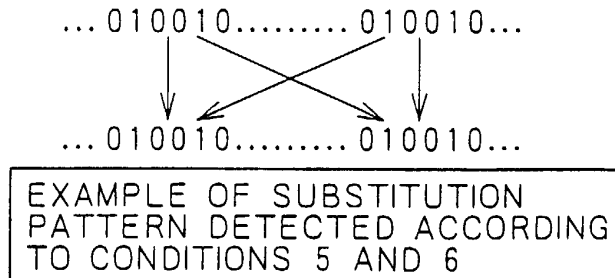 ...010010.........010010...
...010010.........010010...
EXAMPLE OF SUBSTITUTION
PATTERN DETECTED ACCORDING
TO CONDITIONS 5 AND 6